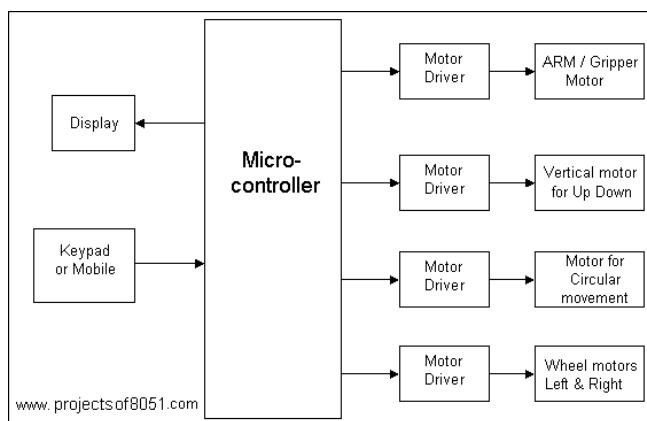 Display
Keypad
or Mobile
www.projectsof8051.com
Micro-
controller
Motor
Driver
ARM / Gripper
Motor
Motor
Driver
Vertical motor
for Up Down
Motor
Driver
Motor for
Circular
movement
Motor
Driver
Wheel motors
Left & Right